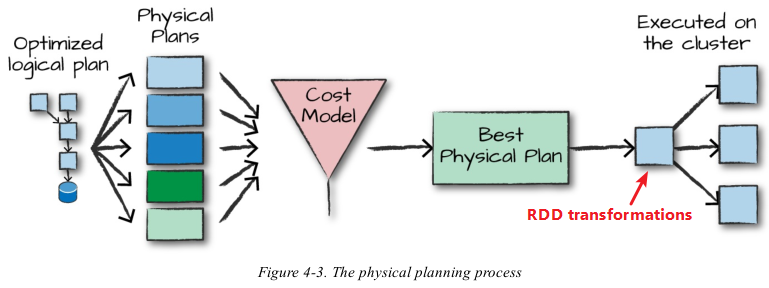 Optimized
logical plan
Physical
Plans
Cost
Model
Best
Physical Plan
RDD transformations
Executed on
the cluster
Figure 4-3. The physical planning process